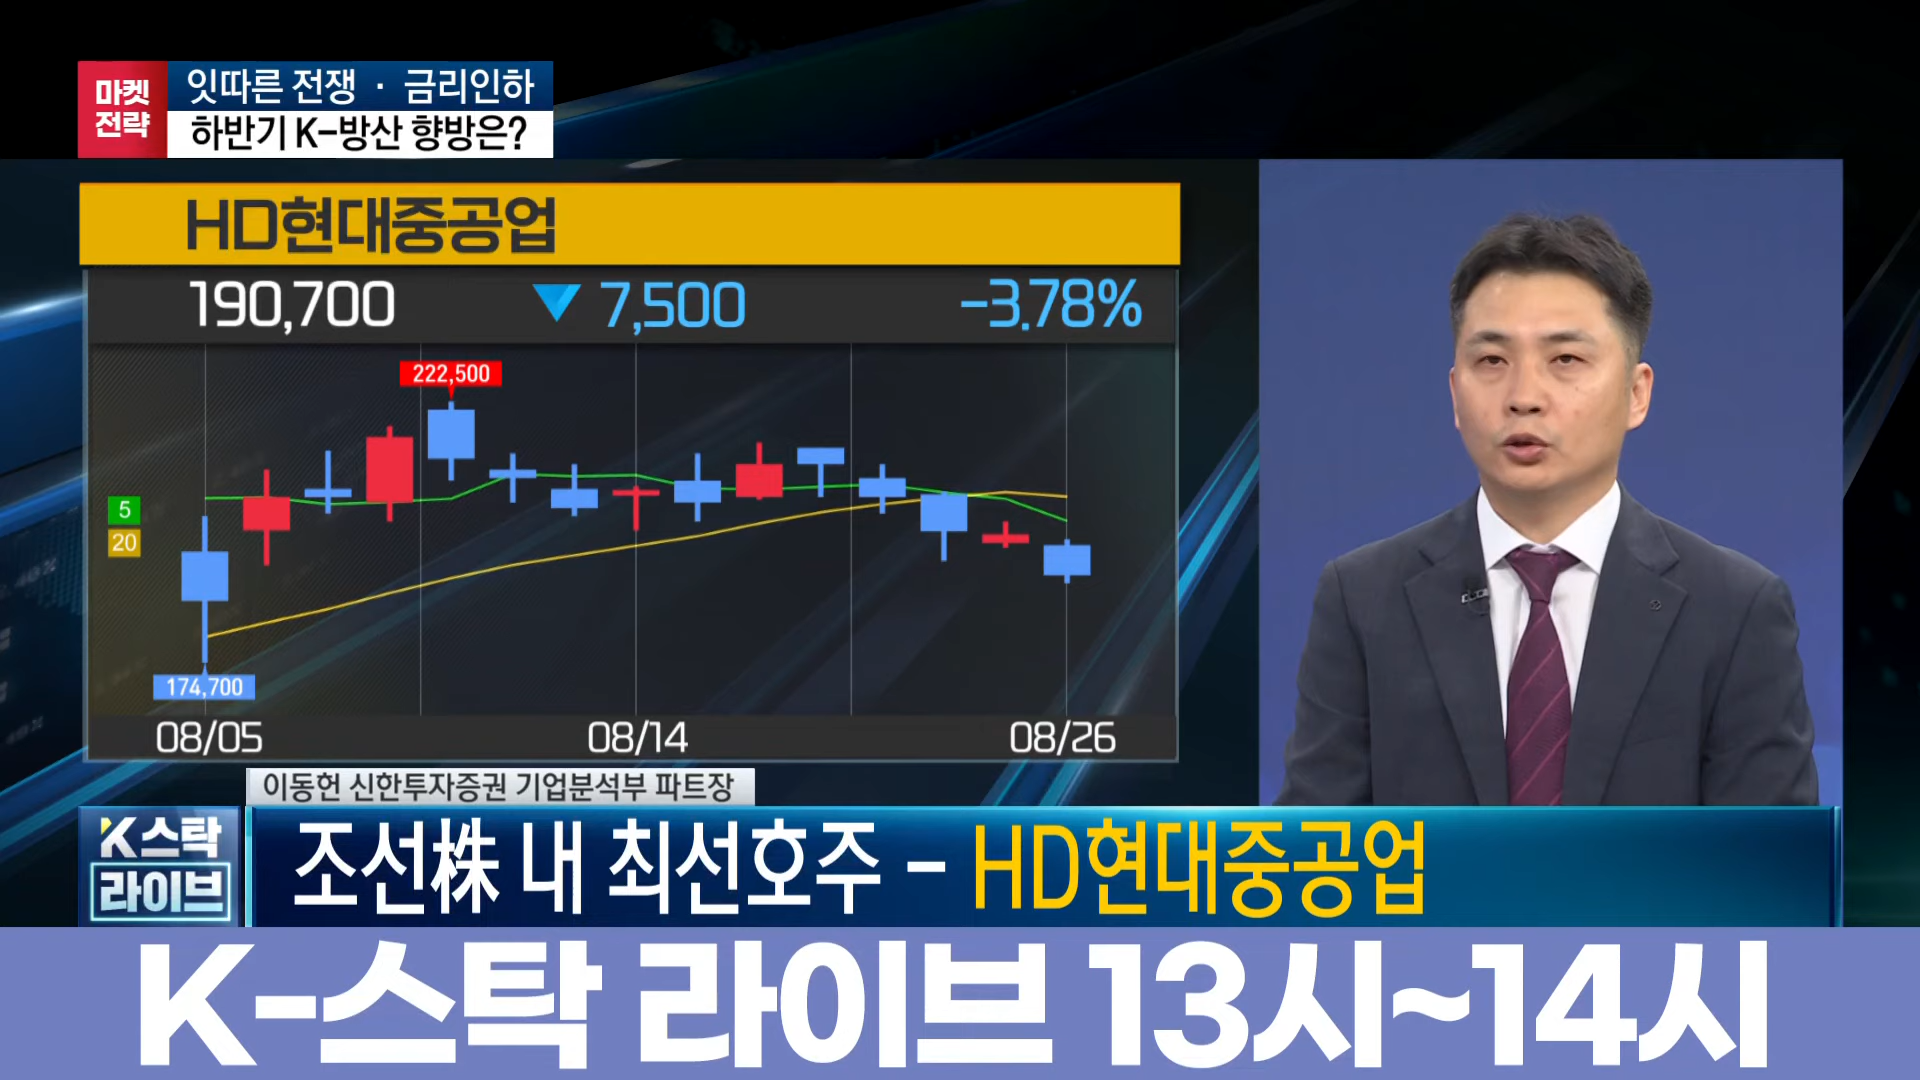 마켓
전략
잇따른 전쟁 · 금리인하
하반기 K-방산 향방은?
HD현대중공업
190,700 ▼ 7,500 -3.78%
222,500
5
20
174,700
08/05 08/14 08/26
이동헌 신한투자증권 기업분석부 파트장
K스탁
라이브
조선株 내 최선호주 - HD현대중공업
K-스탁 라이브 13시~14시